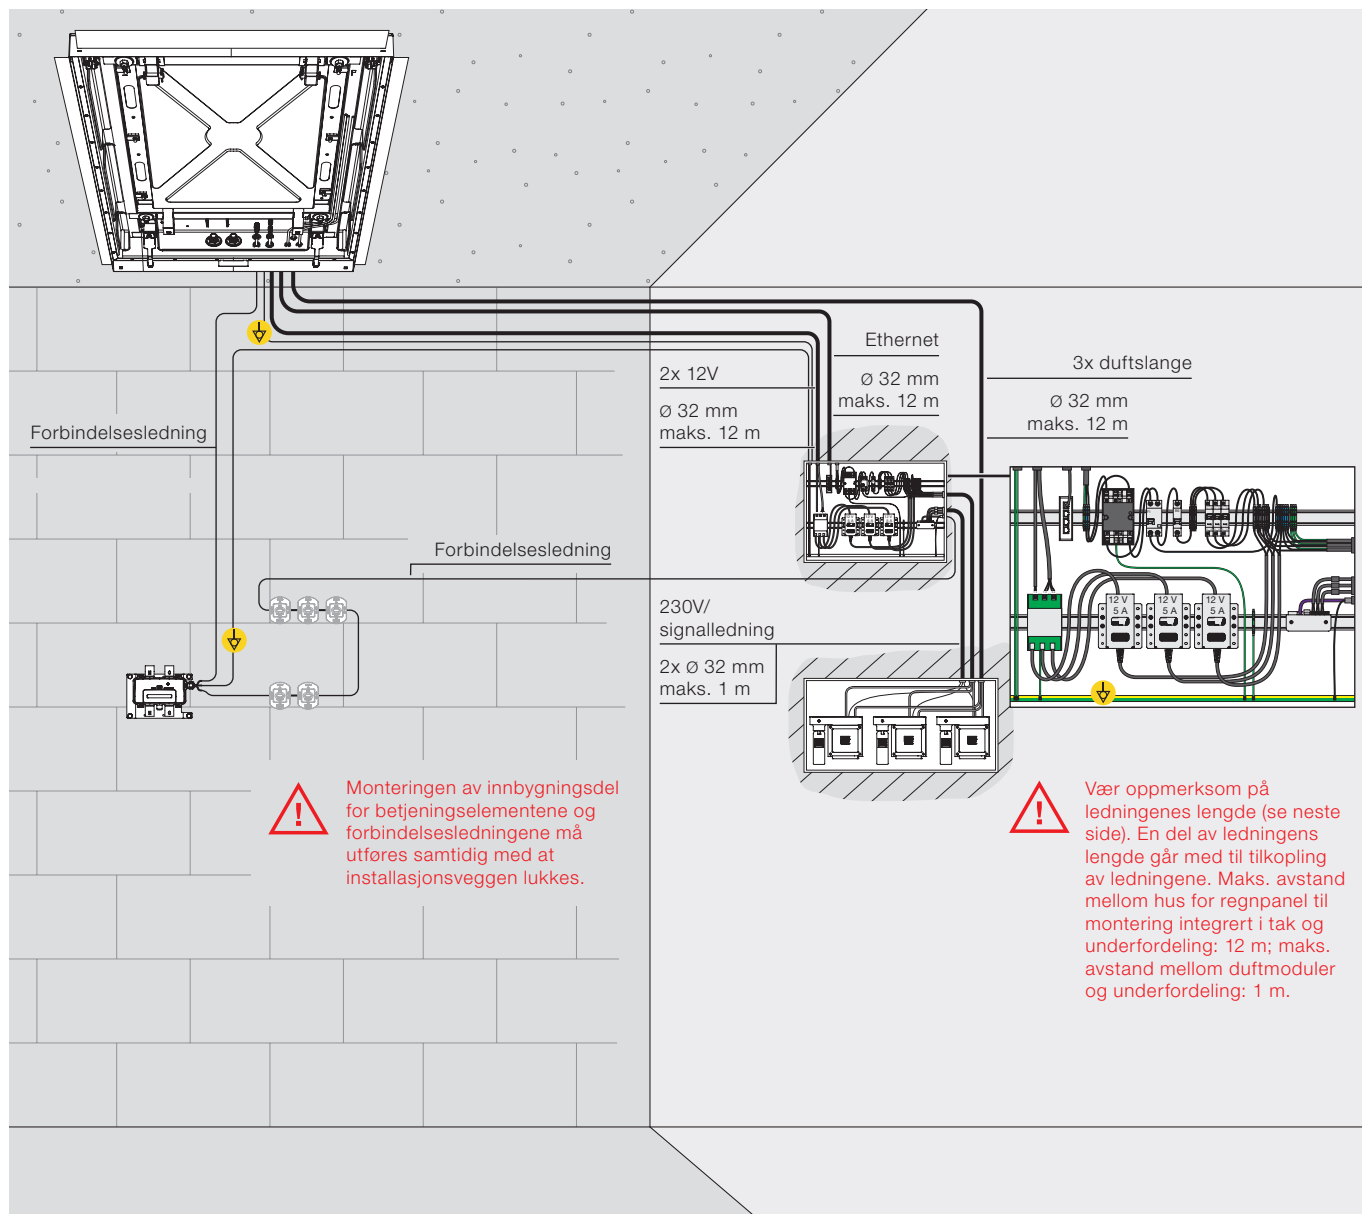 Ethernet
Ø 32 mm
maks. 12 m
2x 12V
Ø 32 mm
maks. 12 m
3x duftslange
Ø 32 mm
maks. 12 m
Forbindelsesledning
Forbindelsesledning
230V/
signalledning
2x Ø 32 mm
maks. 1 m
12 V
5 A
12 V
5 A
12 V
5 A
Monteringen av innbygningsdel
for betjeningselementene og
forbindelsesledningene må
utføres samtidig med at
installasjonsveggen lukkes.
Vær oppmerksom på
ledningenes lengde (se neste
side). En del av ledningens
lengde går med til tilkopling
av ledningene. Maks. avstand
mellom hus for regnpanel til
montering integrert i tak og
underfordeling: 12 m; maks.
avstand mellom duftmoduler
og underfordeling: 1 m.